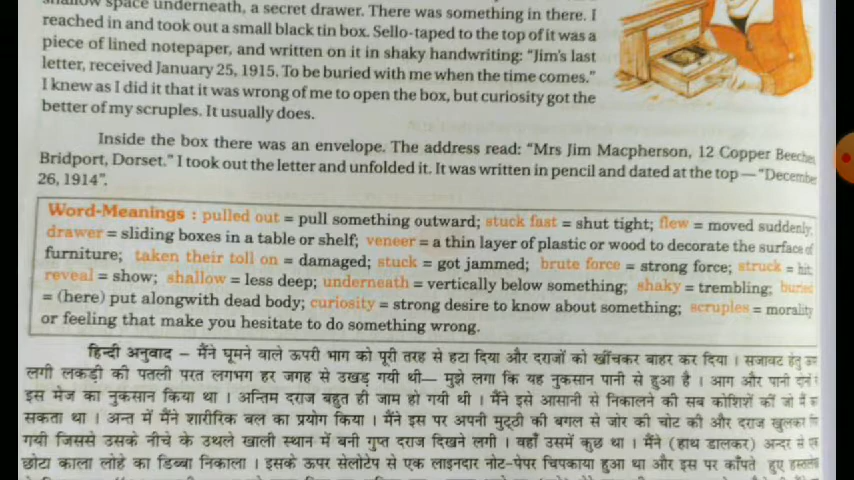 shallow space underneath, a secret drawer. There was something in there. I
reached in and took out a small black tin box. Sello-taped to the top of it was a
piece of lined notepaper, and written on it in shaky handwriting: “Jim's last
letter, received January 25, 1915. To be buried with me when the time comes.”
I knew as I did it that it was wrong of me to open the box, but curiosity got the
better of my scruples. It usually does.
Inside the box there was an envelope. The address read: “Mrs Jim Macpherson, 12 Copper Beeches
Bridport, Dorset.” I took out the letter and unfolded it. It was written in pencil and dated at the top — “December
26, 1914”.
Word-Meanings : pulled out = pull something outward; stuck fast = shut tight; flew = moved suddenly,
drawer = sliding boxes in a table or shelf; veneer = a thin layer of plastic or wood to decorate the surface of
furniture; taken their toll on = damaged; stuck = got jammed; brute force = strong force; struck = hit;
reveal = show; shallow = less deep; underneath = vertically below something; shaky = trembling; buried
= (here) put alongwith dead body; curiosity = strong desire to know about something; scruples = morality
or feeling that make you hesitate to do something wrong.
हिन्दी अनुवाद – मैंने घूमने वाले ऊपरी भाग को पूरी तरह से हटा दिया और दराजों को खींचकर बाहर कर दिया । सजावट हेतु
लगी लकड़ी की पतली परत लगभग हर जगह से उखड़ गयी थी— मुझे लगा कि यह नुकसान पानी से हुआ है । आग और पानी दोनों
इस मेज का नुकसान किया था । अन्तिम दराज बहुत ही जाम हो गयी थी । मैंने इसे आसानी से निकालने की सब कोशिशें कीं जो मैं
सकता था । अन्त में मैंने शारीरिक बल का प्रयोग किया । मैंने इस पर अपनी मुट्ठी की बगल से जोर की चोट की और दराज खुलकर
गयी जिससे उसके नीचे के उथले खाली स्थान में बनी गुप्त दराज दिखने लगी । वहाँ उसमें कुछ था । मैंने (हाथ डालकर) अन्दर से एक
छोटा काला लोहे का डिब्बा निकाला । इसके ऊपर सेलोटेप से एक लाइनदार नोट-पेपर चिपकाया हुआ था और इस पर काँपते हुए